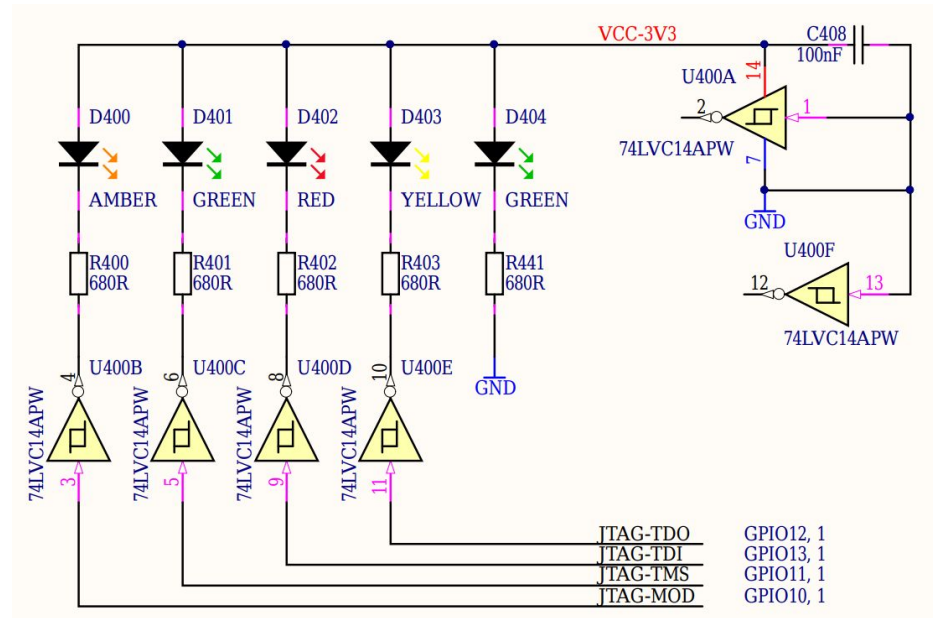 VCC-3V3
C408
100nF
14
U400A
2
1
74LVC14APW
7
GND
D400
D401
D402
D403
D404
AMBER
GREEN
RED
YELLOW
GREEN
U400F
12
13
74LVC14APW
R400
680R
R401
680R
R402
680R
R403
680R
R441
680R
GND
4
U400B
6
U400C
8
U400D
10
U400E
74LVC14APW
74LVC14APW
74LVC14APW
74LVC14APW
3
5
9
11
JTAG-TDO GPIO12, 1
JTAG-TDI GPIO13, 1
JTAG-TMS GPIO11, 1
JTAG-MOD GPIO10, 1